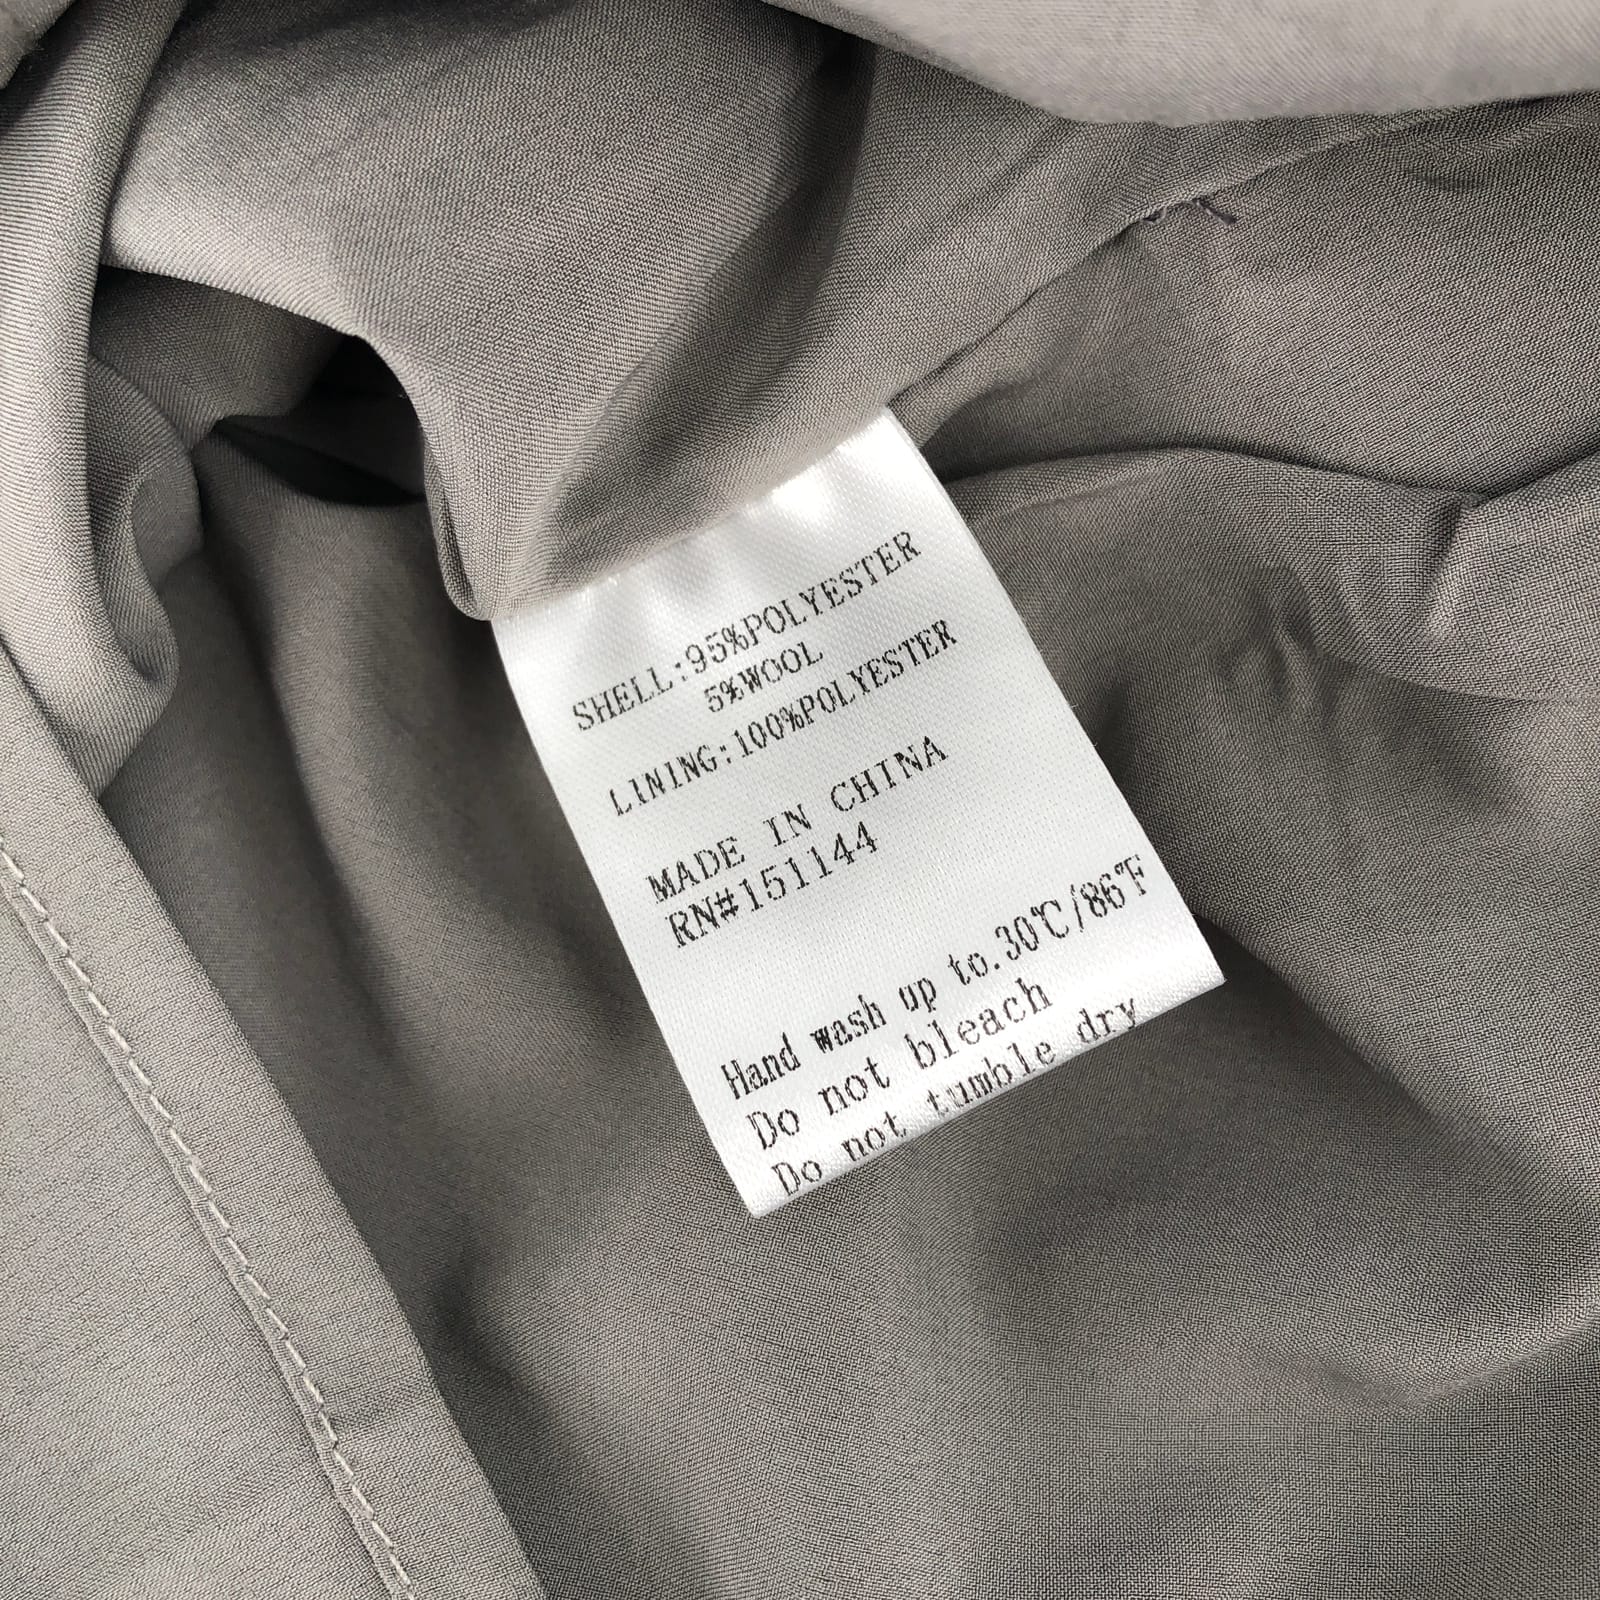 SHELL:95%POLYESTER
5%WOOL
LINING:100%POLYESTER
MADE IN CHINA
RN#151144
Hand wash up to.30℃/86℉
Do not bleach
Do not tumble dry